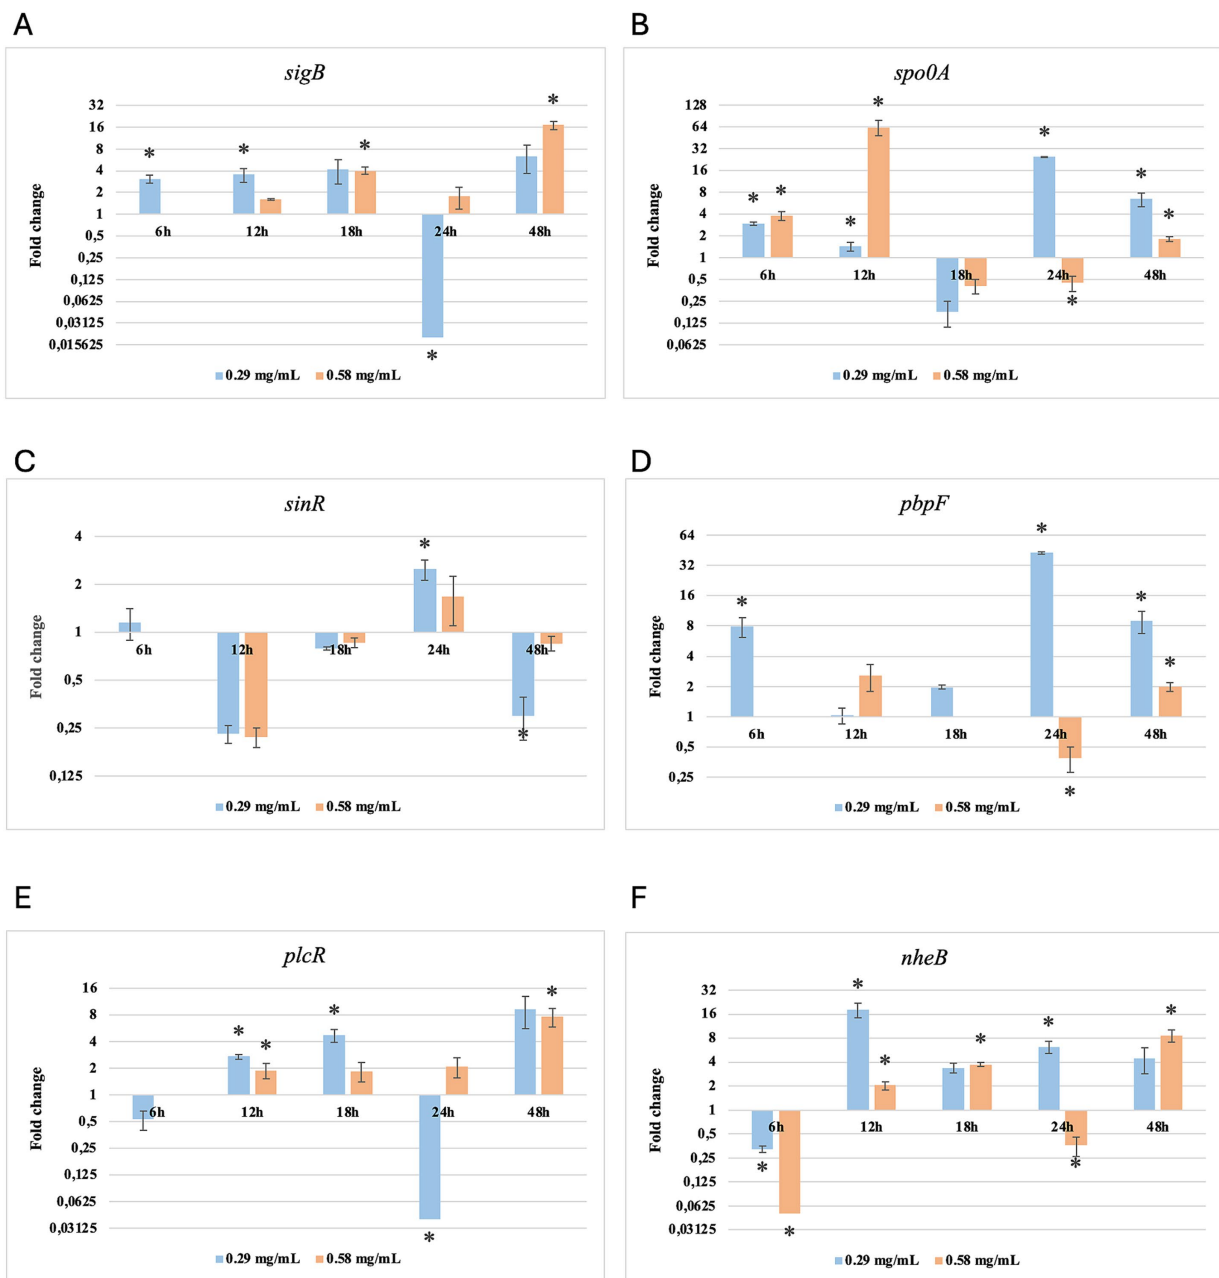 A
sigB
Fold change
32
16
8
4
2
1
0,5
0,25
0,125
0,0625
0,03125
0,015625
* * * * *
6h 12h 18h 24h 48h
0.29 mg/mL 0.58 mg/mL
B
spo0A
Fold change
128
64
32
16
8
4
2
1
0,5
0,25
0,125
0,0625
* * * * * * * *
6h 12h 18h 24h 48h
0.29 mg/mL 0.58 mg/mL
C
sinR
Fold change
4
2
1
0,5
0,25
0,125
* *
6h 12h 18h 24h 48h
0.29 mg/mL 0.58 mg/mL
D
pbpF
Fold change
64
32
16
8
4
2
1
0,5
0,25
* * * * *
6h 12h 18h 24h 48h
0.29 mg/mL 0.58 mg/mL
E
plcR
Fold change
16
8
4
2
1
0,5
0,25
0,125
0,0625
0,03125
* * * * *
6h 12h 18h 24h 48h
0.29 mg/mL 0.58 mg/mL
F
nheB
Fold change
32
16
8
4
2
1
0,5
0,25
0,125
0,0625
0,03125
* * * * * * * *
6h 12h 18h 24h 48h
0.29 mg/mL 0.58 mg/mL